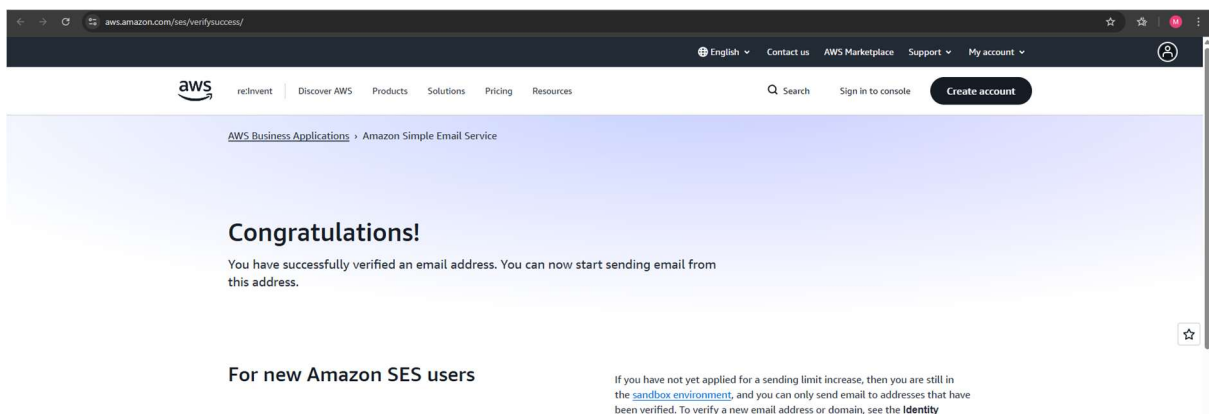 aws.amazon.com/ses/verifysuccess/
M
English
Contact us
AWS Marketplace
Support
My account
aws
re:Invent
Discover AWS
Products
Solutions
Pricing
Resources
Search
Sign in to console
Create account
AWS Business Applications › Amazon Simple Email Service
Congratulations!
You have successfully verified an email address. You can now start sending email from
this address.
For new Amazon SES users
If you have not yet applied for a sending limit increase, then you are still in
the sandbox environment, and you can only send email to addresses that have
been verified. To verify a new email address or domain, see the Identity